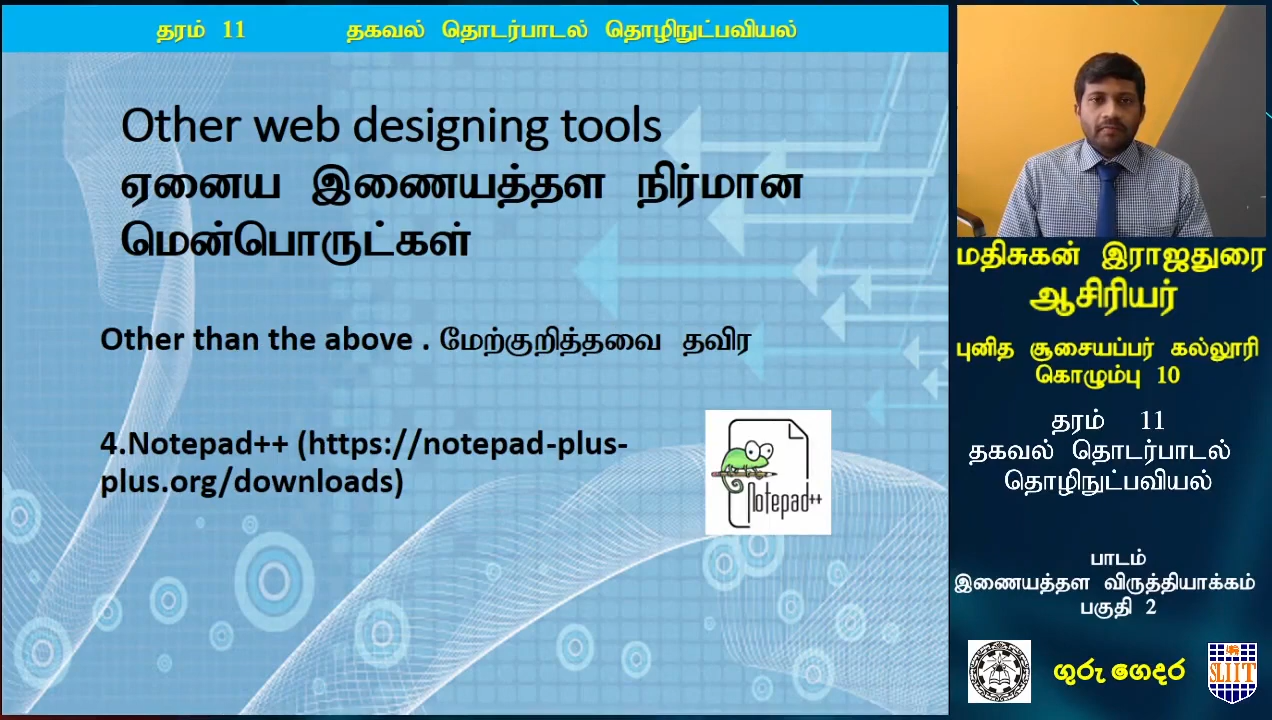 தரம் 11 தகவல் தொடர்பாடல் தொழிநுட்பவியல்
Other web designing tools
ஏனைய இணையத்தள நிர்மான
மென்பொருட்கள்
Other than the above . மேற்குறித்தவை தவிர
4.Notepad++ (https://notepad-plus-
plus.org/downloads)
Notepad++
மதிசுகன் இராஜதுரை
ஆசிரியர்
புனித சூசையப்பர் கல்லூரி
கொழும்பு 10
தரம் 11
தகவல் தொடர்பாடல்
தொழிநுட்பவியல்
பாடம்
இணையத்தள விருத்தியாக்கம்
பகுதி 2
ගුරු ගෙදර
SLIIT